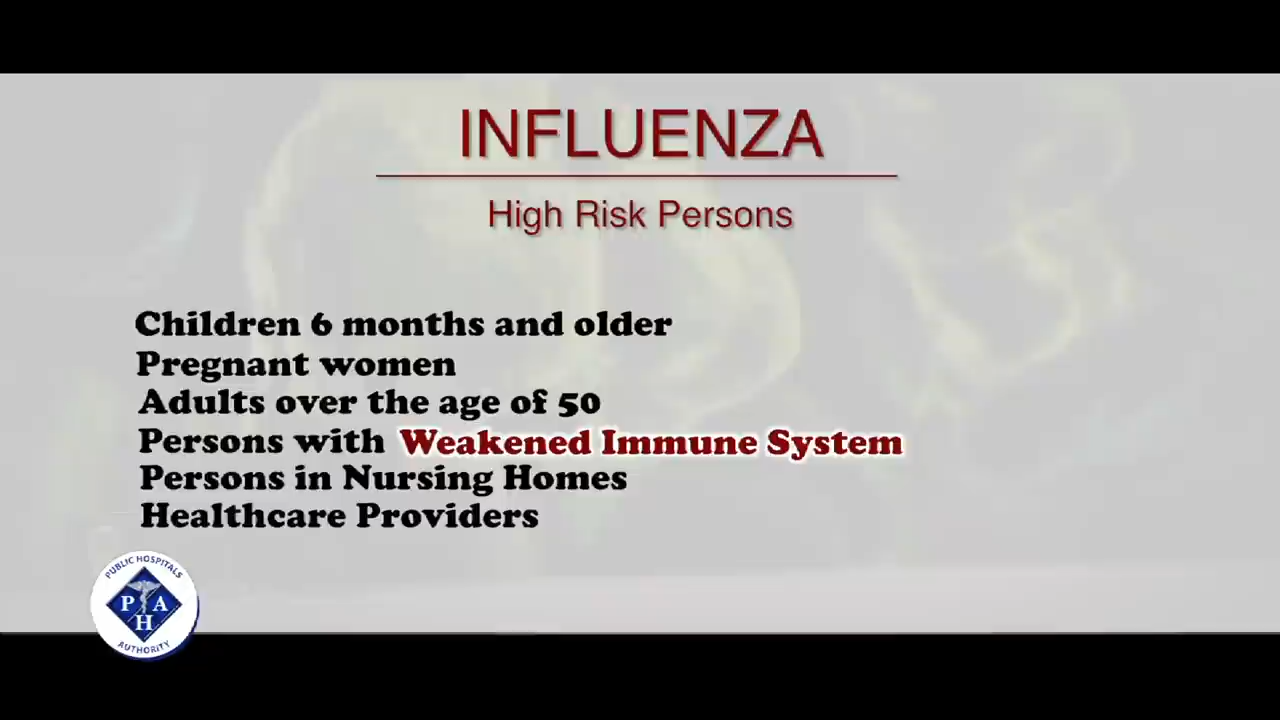 INFLUENZA
High Risk Persons
Children 6 months and older
Pregnant women
Adults over the age of 50
Persons with Weakened Immune System
Persons in Nursing Homes
Healthcare Providers
PUBLIC HOSPITALS
P A
H
AUTHORITY